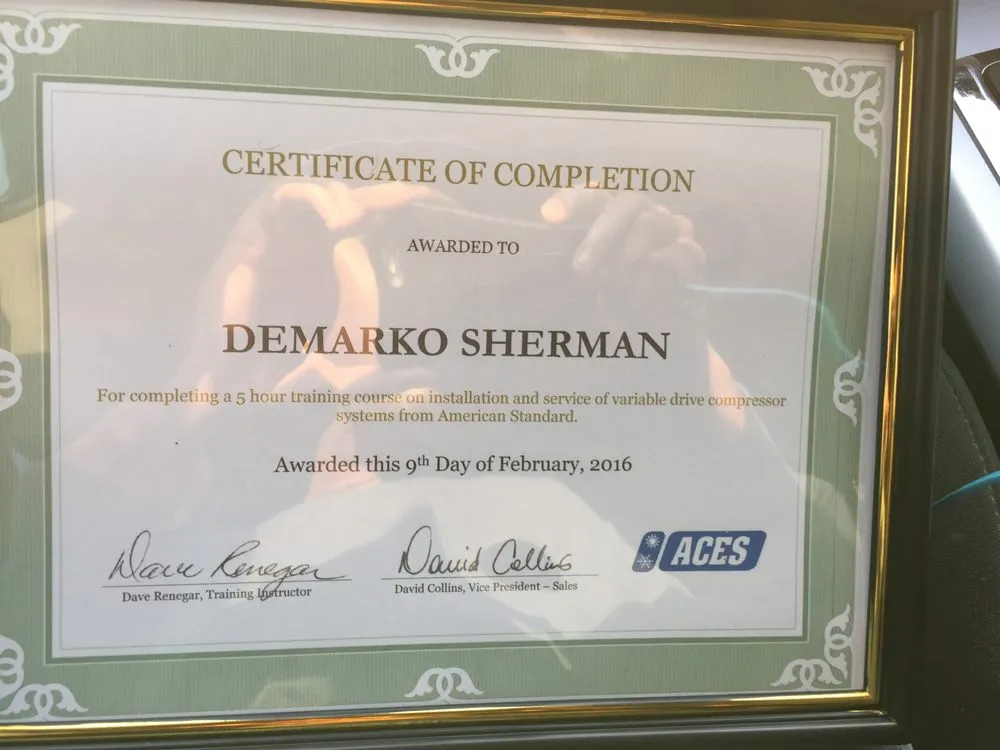 CERTIFICATE OF COMPLETION
AWARDED TO
DEMARKO SHERMAN
For completing a 5 hour training course on installation and service of variable drive compressor
systems from American Standard.
Awarded this 9th Day of February, 2016
Dave Renegar
David Collins
ACES
Dave Renegar, Training Instructor
David Collins, Vice President – Sales